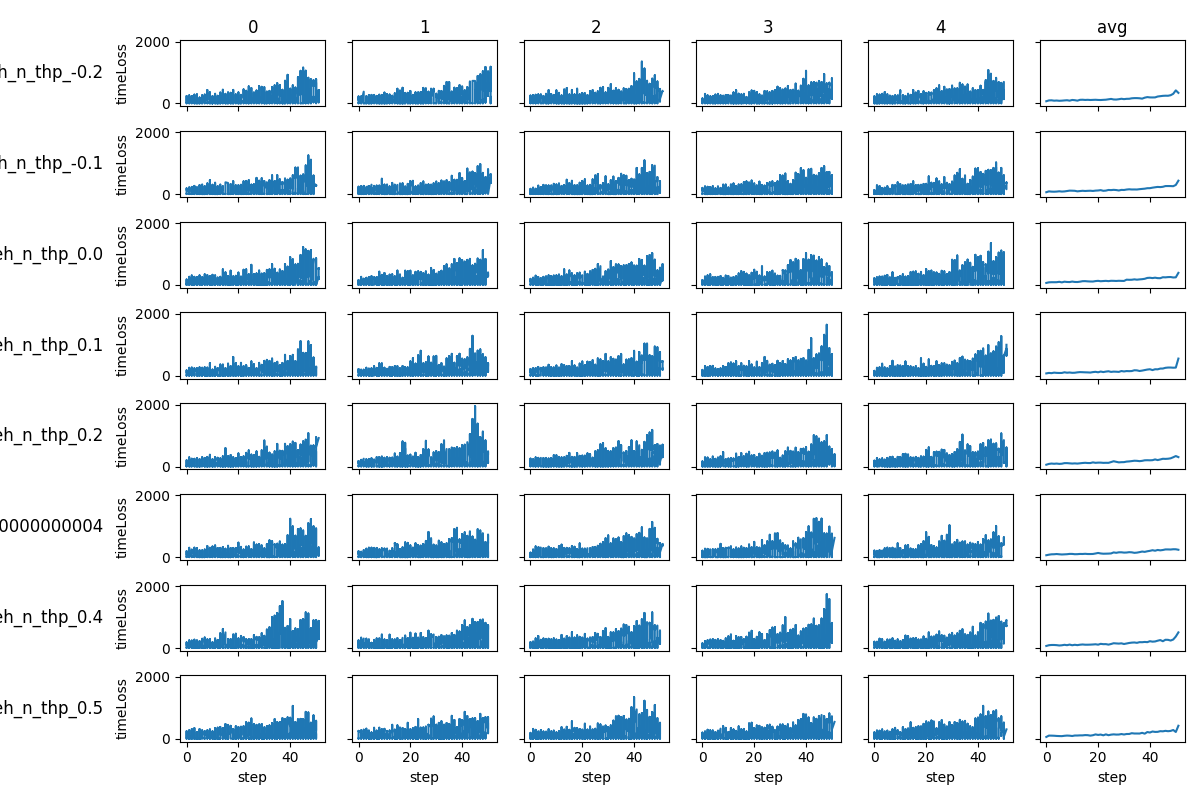 0 1 2 3 4 avg
h_n_thp_-0.2 timeLoss 2000 0
h_n_thp_-0.1 timeLoss 2000 0
eh_n_thp_0.0 timeLoss 2000 0
eh_n_thp_0.1 timeLoss 2000 0
eh_n_thp_0.2 timeLoss 2000 0
0000000004 timeLoss 2000 0
eh_n_thp_0.4 timeLoss 2000 0
eh_n_thp_0.5 timeLoss 2000 0
0 20 40 0 20 40 0 20 40 0 20 40 0 20 40 0 20 40
step step step step step step